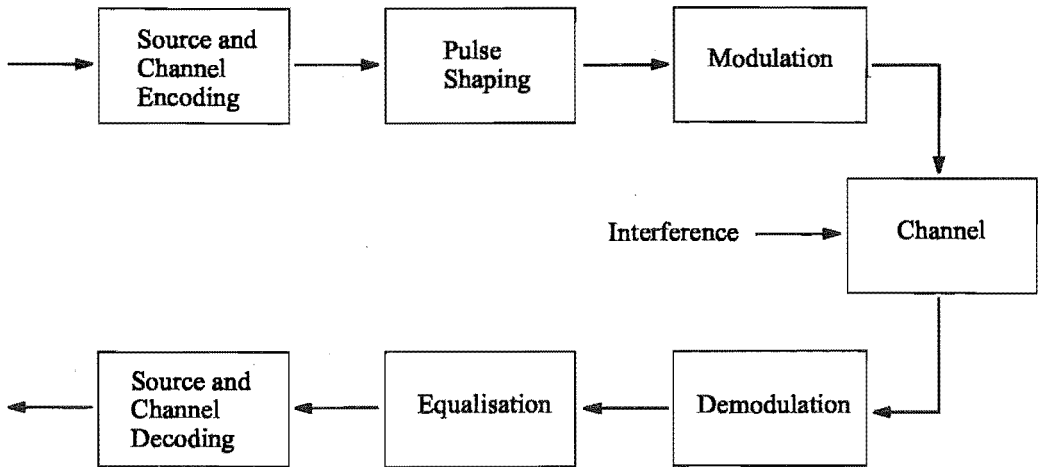 Source and
Channel
Encoding
Pulse
Shaping
Modulation
Interference
Channel
Source and
Channel
Decoding
Equalisation
Demodulation